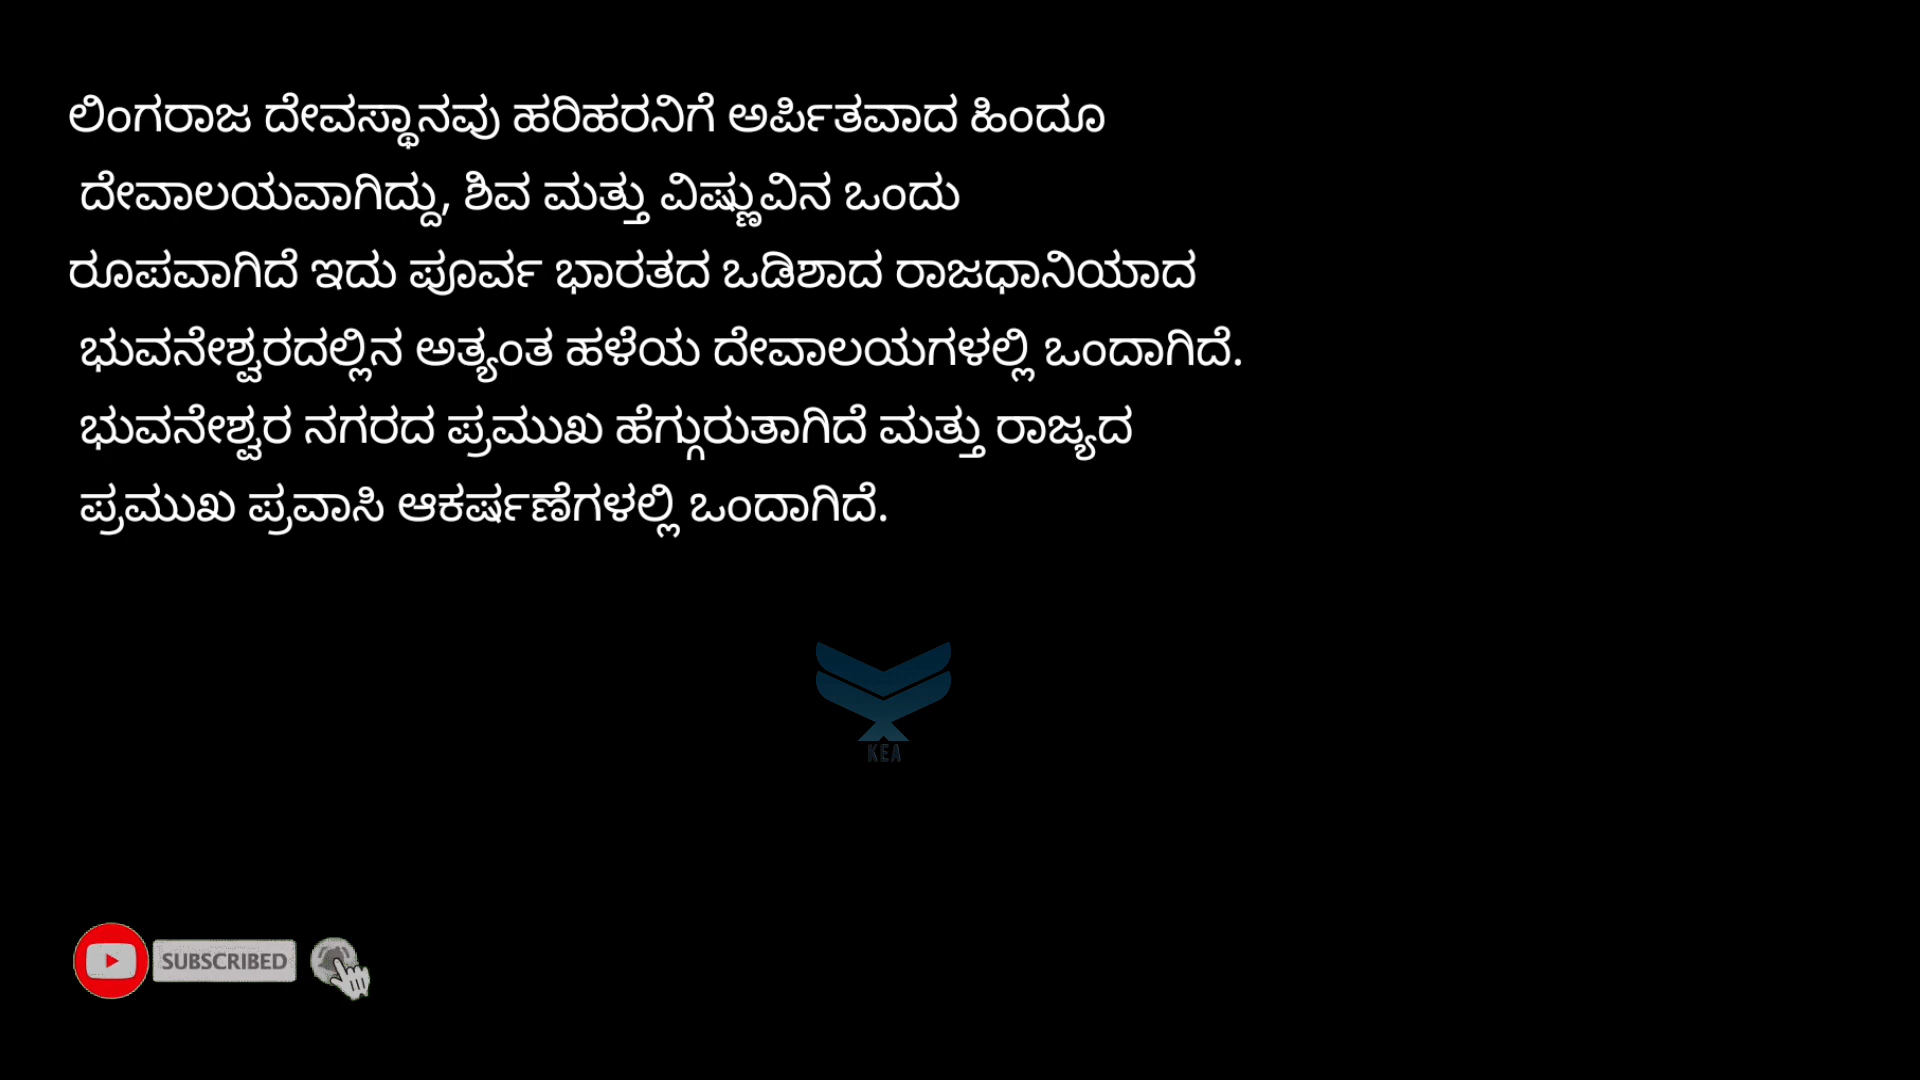 ಲಿಂಗರಾಜ ದೇವಸ್ಥಾನವು ಹರಿಹರನಿಗೆ ಅರ್ಪಿತವಾದ ಹಿಂದೂ
ದೇವಾಲಯವಾಗಿದ್ದು, ಶಿವ ಮತ್ತು ವಿಷ್ಣುವಿನ ಒಂದು
ರೂಪವಾಗಿದೆ ಇದು ಪೂರ್ವ ಭಾರತದ ಒಡಿಶಾದ ರಾಜಧಾನಿಯಾದ
ಭುವನೇಶ್ವರದಲ್ಲಿನ ಅತ್ಯಂತ ಹಳೆಯ ದೇವಾಲಯಗಳಲ್ಲಿ ಒಂದಾಗಿದೆ.
ಭುವನೇಶ್ವರ ನಗರದ ಪ್ರಮುಖ ಹೆಗ್ಗುರುತಾಗಿದೆ ಮತ್ತು ರಾಜ್ಯದ
ಪ್ರಮುಖ ಪ್ರವಾಸಿ ಆಕರ್ಷಣೆಗಳಲ್ಲಿ ಒಂದಾಗಿದೆ.
KEA
SUBSCRIBED